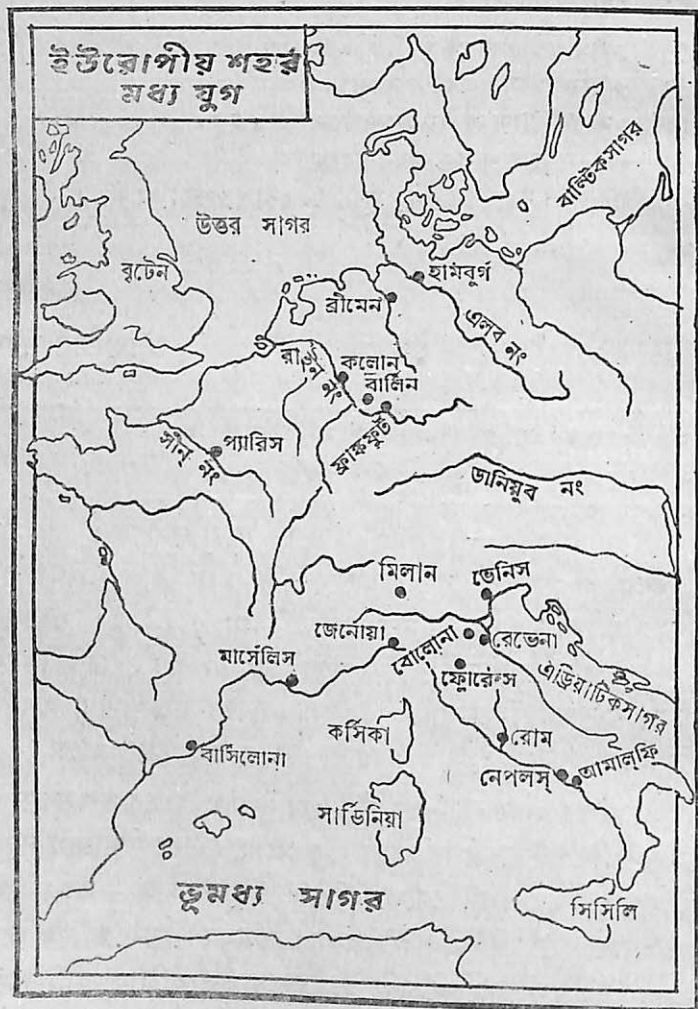 ইউরোপীয় শহর
মধ্য যুগ
বাল্টিকসাগর
উত্তর সাগর
বৃটেন
হামবুর্গ
ব্রীমেন
এলব নং
রাইন নং
কলোন
বার্লিন
ফ্রাঙ্কফুর্ট
সীন্ নং
প্যারিস
ডানিয়ুব নং
মিলান
ভেনিস
জেনোয়া
বোলোনা
রেভেনা
মার্সেলিস
ফ্লোরেন্স
এড্রিয়াটিকসাগর
কর্সিকা
রোম
বার্সিলোনা
নেপলস্
আমাল্‌ফি
সার্ডিনিয়া
ভূমধ্য সাগর
সিসিলি